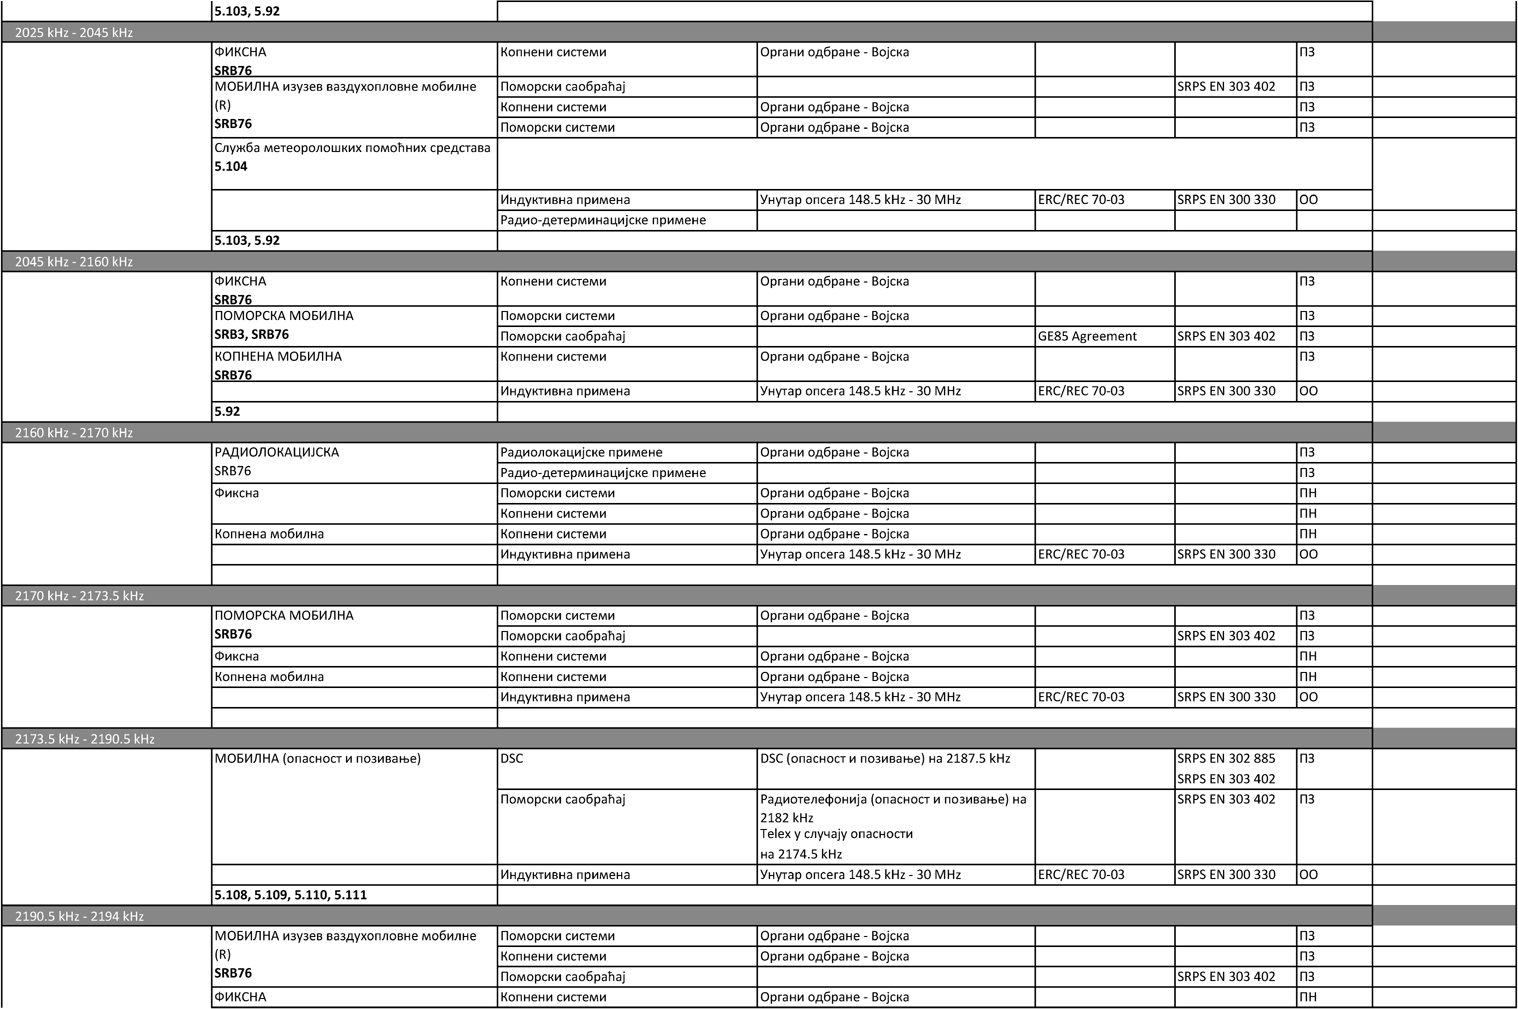 5.103, 5.92
2025 kHz - 2045 kHz
ФИКСНА Копнени системи Органи одбране - Војска ПЗ
SRB76
МОБИЛНА изузев ваздухопловне мобилне Поморски саобраћај SRPS EN 303 402 ПЗ
(R) Копнени системи Органи одбране - Војска ПЗ
SRB76 Поморски системи Органи одбране - Војска ПЗ
Служба метеоролошких помоћних средстава
5.104
Индуктивна примена Унутар опсега 148.5 kHz - 30 MHz ERC/REC 70-03 SRPS EN 300 330 ОО
Радио-детерминацијске примене
5.103, 5.92
2045 kHz - 2160 kHz
ФИКСНА Копнени системи Органи одбране - Војска ПЗ
SRB76
ПОМОРСКА МОБИЛНА Поморски системи Органи одбране - Војска ПЗ
SRB3, SRB76 Поморски саобраћај GE85 Agreement SRPS EN 303 402 ПЗ
КОПНЕНА МОБИЛНА Копнени системи Органи одбране - Војска ПЗ
SRB76
Индуктивна примена Унутар опсега 148.5 kHz - 30 MHz ERC/REC 70-03 SRPS EN 300 330 ОО
5.92
2160 kHz - 2170 kHz
РАДИОЛОКАЦИЈСКА Радиолокацијске примене Органи одбране - Војска ПЗ
SRB76 Радио-детерминацијске примене ПЗ
Фиксна Поморски системи Органи одбране - Војска ПН
Копнени системи Органи одбране - Војска ПН
Копнена мобилна Копнени системи Органи одбране - Војска ПН
Индуктивна примена Унутар опсега 148.5 kHz - 30 MHz ERC/REC 70-03 SRPS EN 300 330 ОО
2170 kHz - 2173.5 kHz
ПОМОРСКА МОБИЛНА Поморски системи Органи одбране - Војска ПЗ
SRB76 Поморски саобраћај SRPS EN 303 402 ПЗ
Фиксна Копнени системи Органи одбране - Војска ПН
Копнена мобилна Копнени системи Органи одбране - Војска ПН
Индуктивна примена Унутар опсега 148.5 kHz - 30 MHz ERC/REC 70-03 SRPS EN 300 330 ОО
2173.5 kHz - 2190.5 kHz
МОБИЛНА (опасност и позивање) DSC DSC (опасност и позивање) на 2187.5 kHz SRPS EN 302 885 ПЗ
SRPS EN 303 402
Поморски саобраћај Радиотелефонија (опасност и позивање) на SRPS EN 303 402 ПЗ
2182 kHz
Telex у случају опасности
на 2174.5 kHz
Индуктивна примена Унутар опсега 148.5 kHz - 30 MHz ERC/REC 70-03 SRPS EN 300 330 ОО
5.108, 5.109, 5.110, 5.111
2190.5 kHz - 2194 kHz
МОБИЛНА изузев ваздухопловне мобилне Поморски системи Органи одбране - Војска ПЗ
(R) Копнени системи Органи одбране - Војска ПЗ
SRB76 Поморски саобраћај SRPS EN 303 402 ПЗ
ФИКСНА Копнени системи Органи одбране - Војска ПН